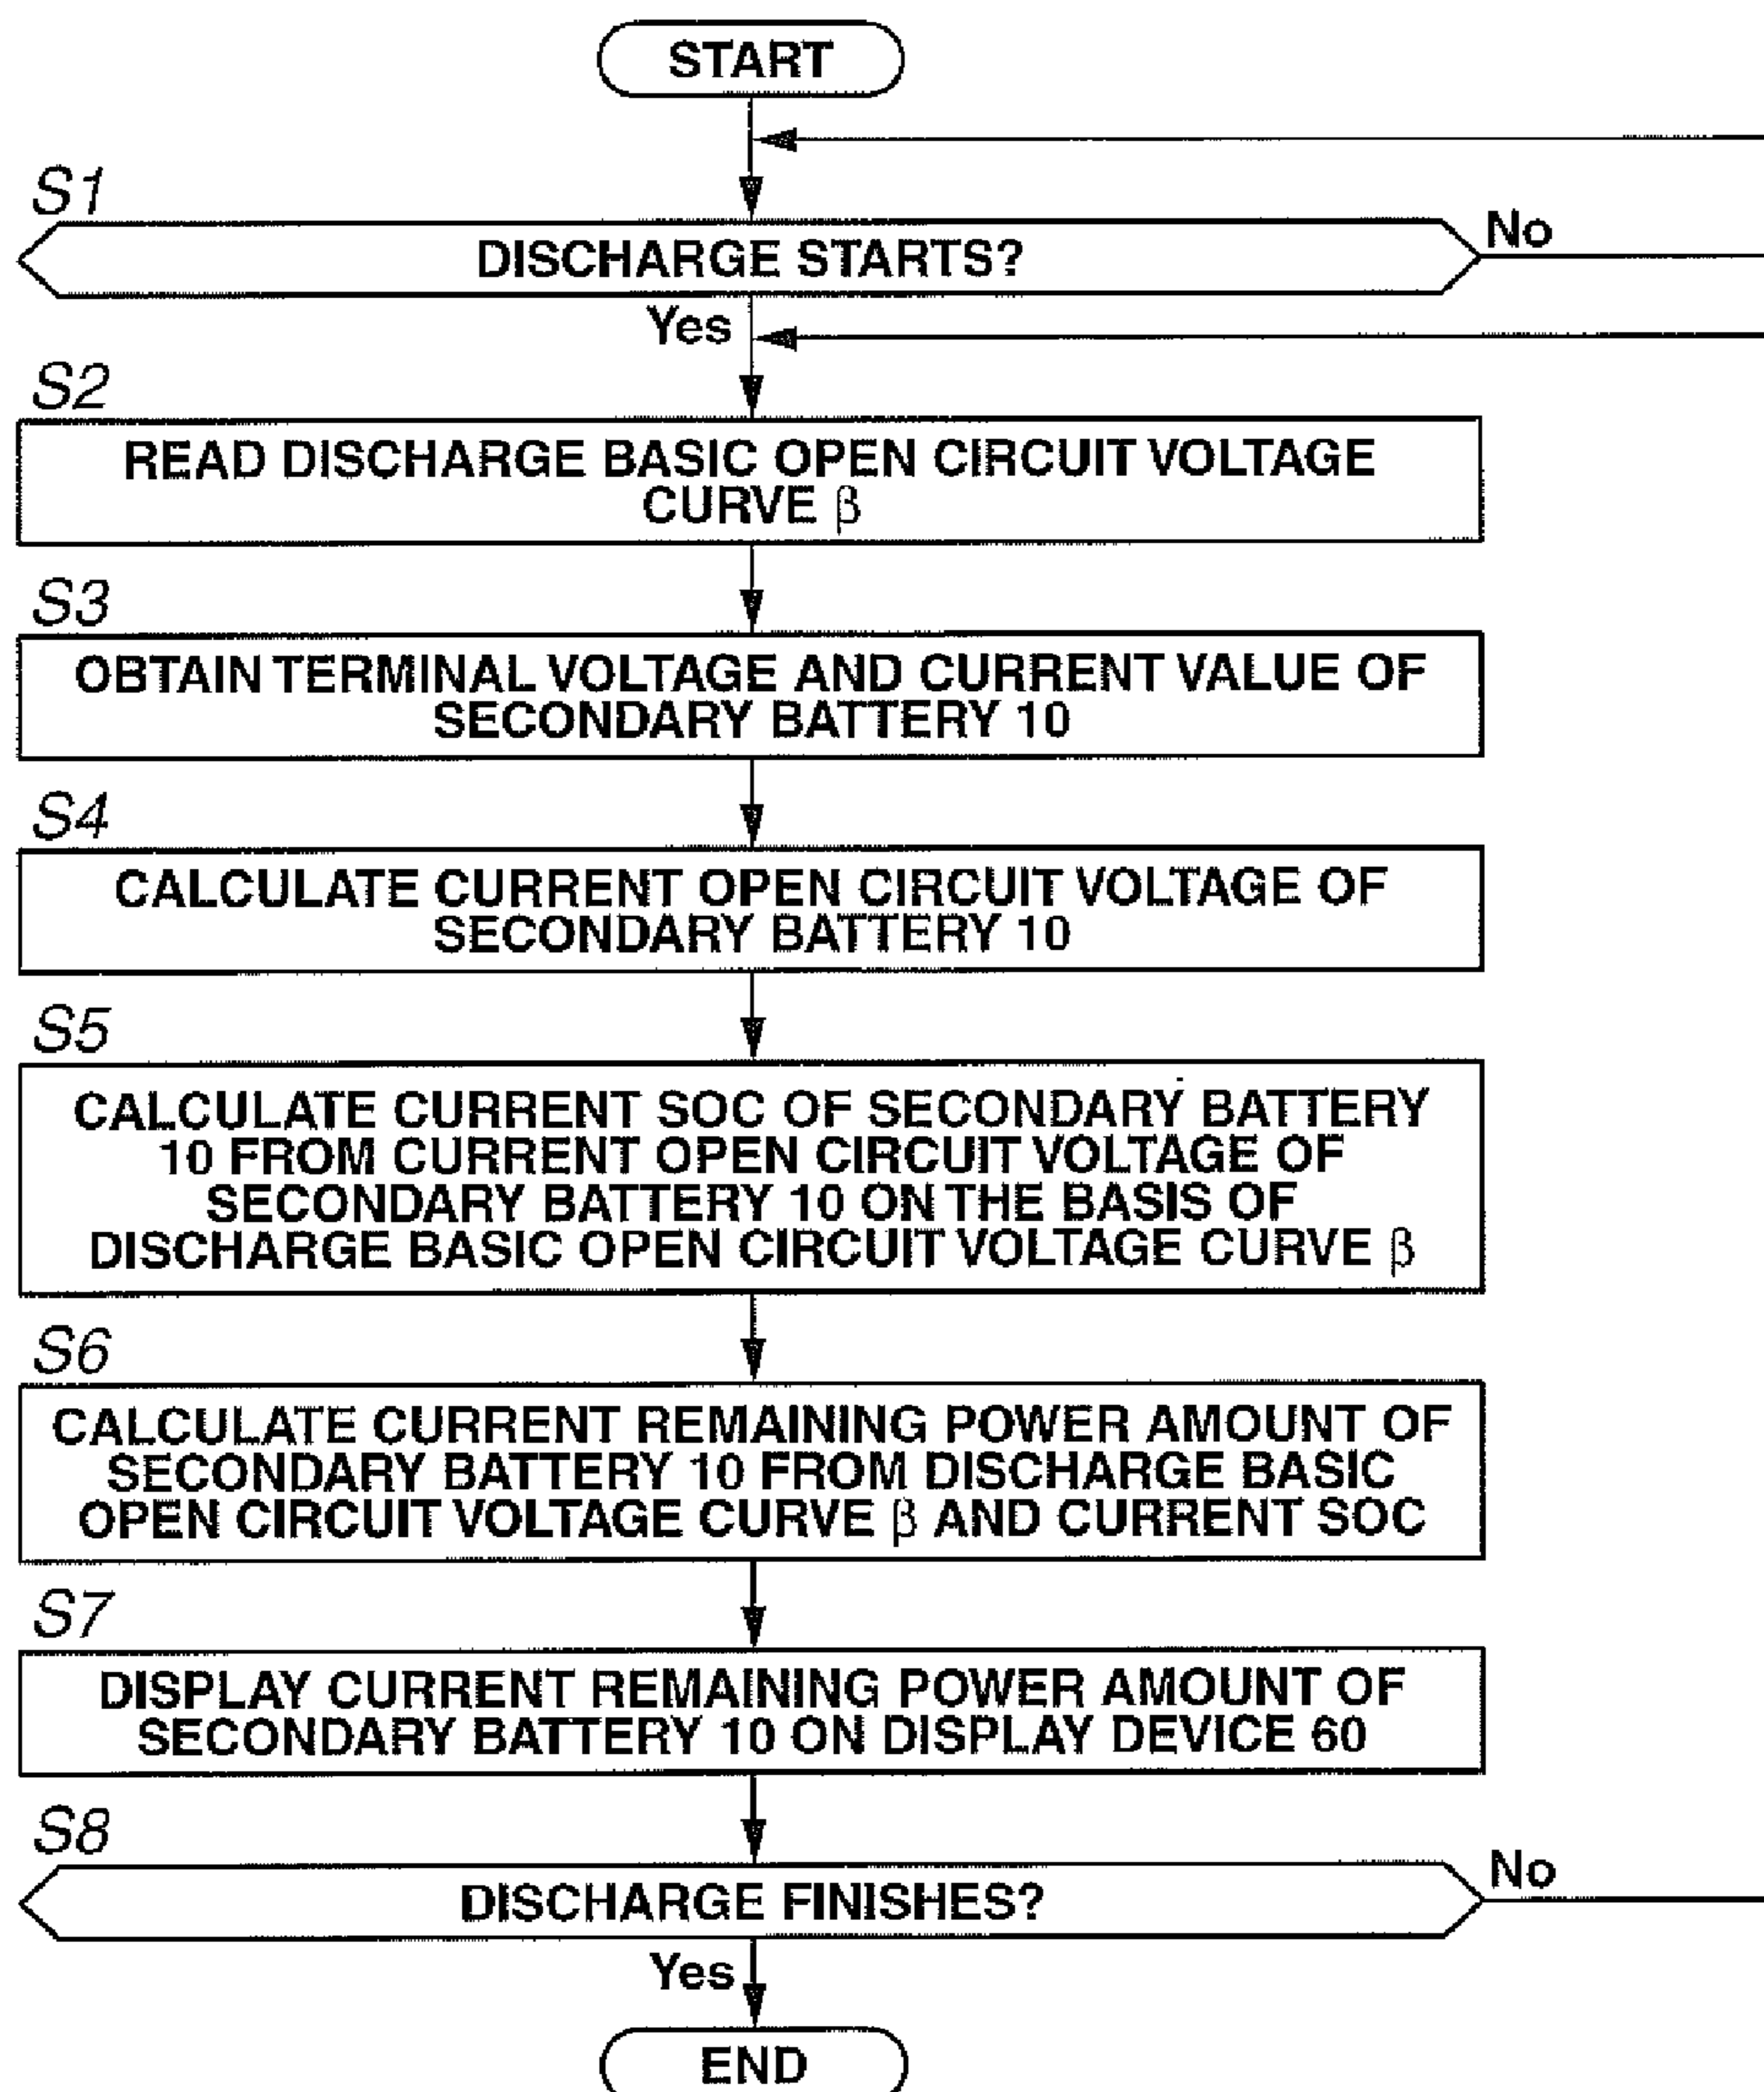 START
S1
DISCHARGE STARTS?
No
Yes
S2
READ DISCHARGE BASIC OPEN CIRCUIT VOLTAGE
CURVE β
S3
OBTAIN TERMINAL VOLTAGE AND CURRENT VALUE OF
SECONDARY BATTERY 10
S4
CALCULATE CURRENT OPEN CIRCUIT VOLTAGE OF
SECONDARY BATTERY 10
S5
CALCULATE CURRENT SOC OF SECONDARY BATTERY
10 FROM CURRENT OPEN CIRCUIT VOLTAGE OF
SECONDARY BATTERY 10 ON THE BASIS OF
DISCHARGE BASIC OPEN CIRCUIT VOLTAGE CURVE β
S6
CALCULATE CURRENT REMAINING POWER AMOUNT OF
SECONDARY BATTERY 10 FROM DISCHARGE BASIC
OPEN CIRCUIT VOLTAGE CURVE β AND CURRENT SOC
S7
DISPLAY CURRENT REMAINING POWER AMOUNT OF
SECONDARY BATTERY 10 ON DISPLAY DEVICE 60
S8
DISCHARGE FINISHES?
No
Yes
END